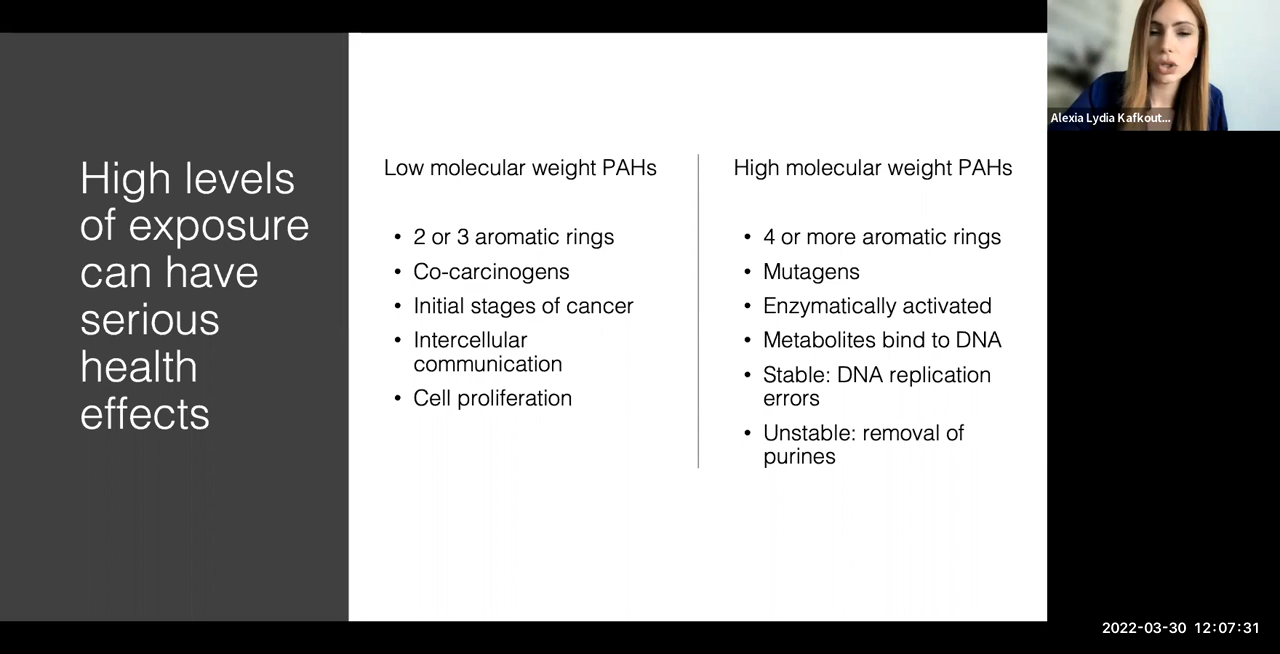 High levels
of exposure
can have
serious
health
effects
Low molecular weight PAHs
• 2 or 3 aromatic rings
• Co-carcinogens
• Initial stages of cancer
• Intercellular
communication
• Cell proliferation
High molecular weight PAHs
• 4 or more aromatic rings
• Mutagens
• Enzymatically activated
• Metabolites bind to DNA
• Stable: DNA replication
errors
• Unstable: removal of
purines
Alexia Lydia Kafkout...
2022-03-30 12:07:31